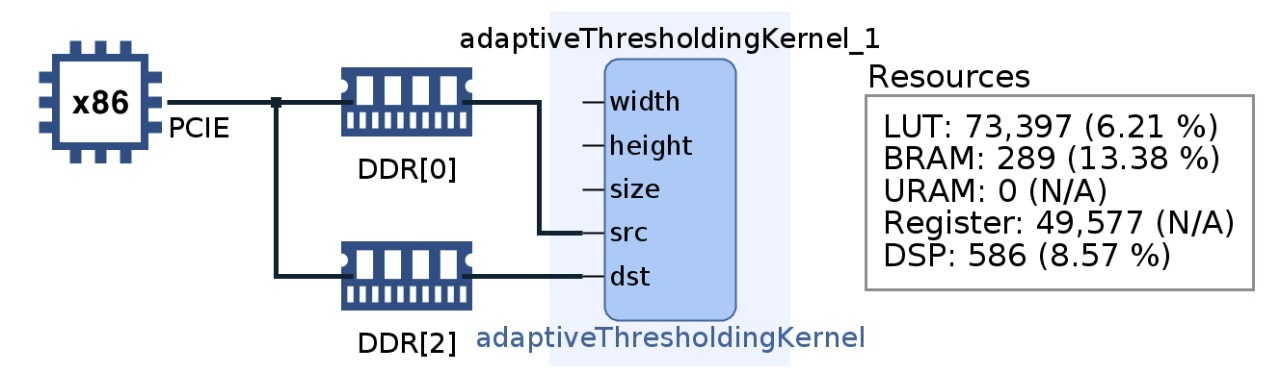 adaptiveThresholdingKernel_1
x86
PCIE
DDR[0]
DDR[2]
width
height
size
src
dst
adaptiveThresholdingKernel
Resources
LUT: 73,397 (6.21 %)
BRAM: 289 (13.38 %)
URAM: 0 (N/A)
Register: 49,577 (N/A)
DSP: 586 (8.57 %)